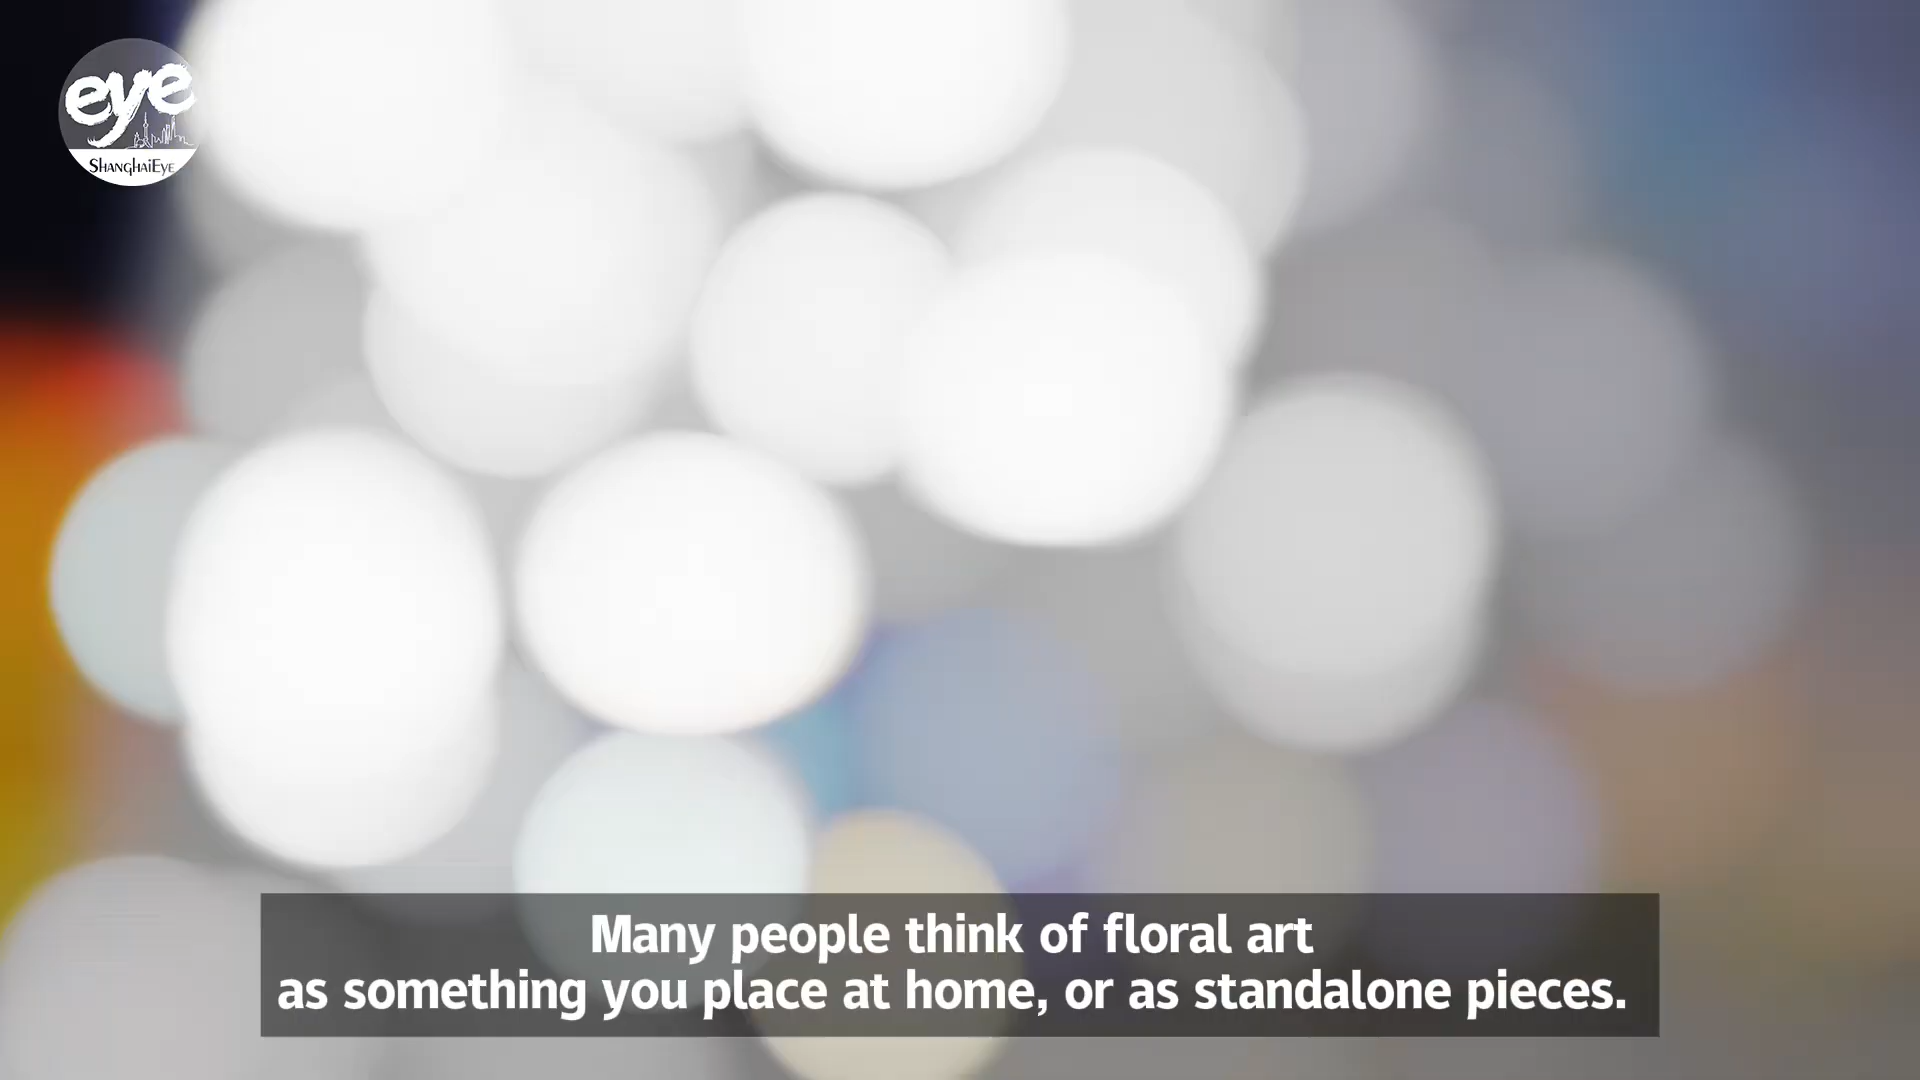 eye
ShanghaiEye
Many people think of floral art
as something you place at home, or as standalone pieces.